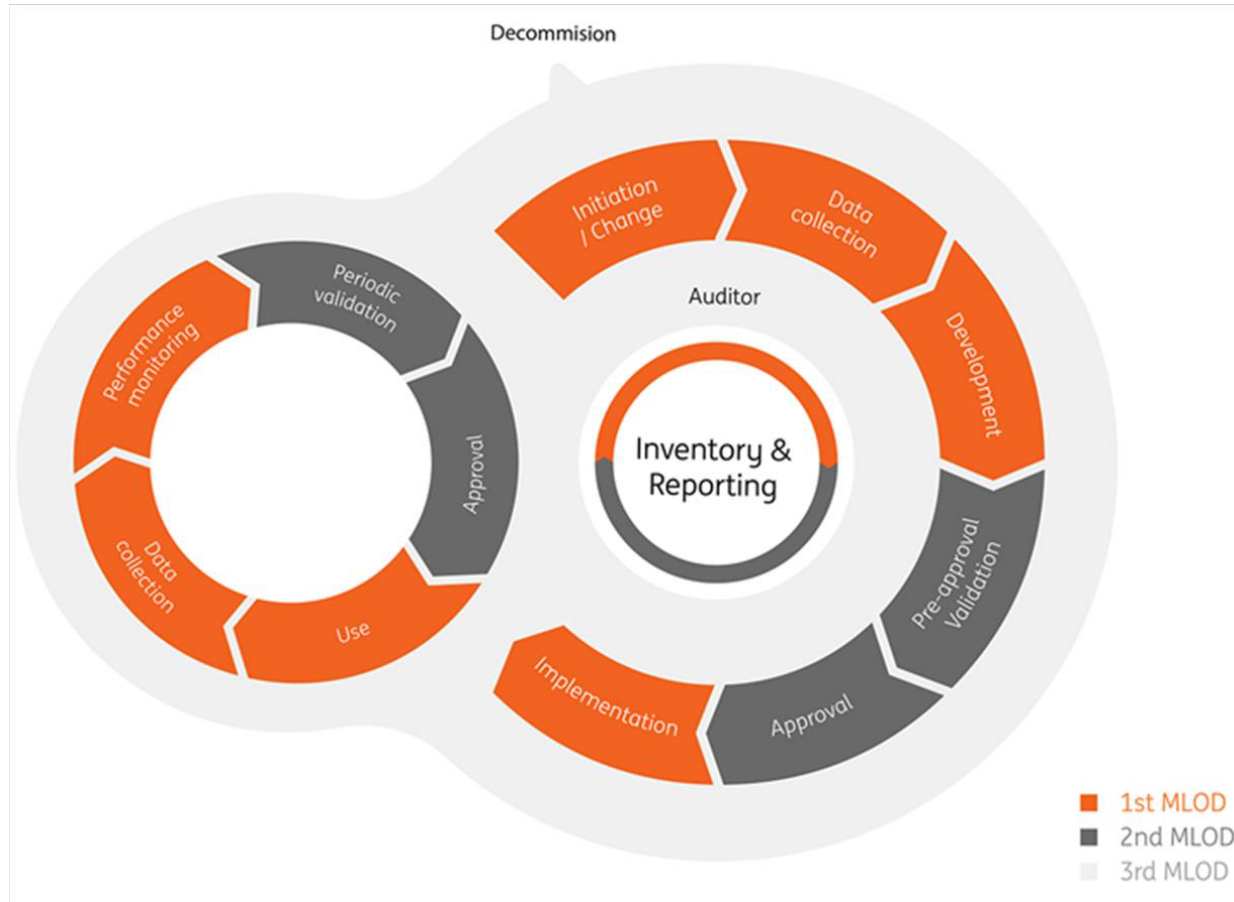 Decommision
Initiation
/ Change
Data
collection
Development
Pre-approval
Validation
Approval
Implementation
Auditor
Inventory &
Reporting
Periodic
validation
Approval
Use
Data
collection
Performance
monitoring
1st MLOD
2nd MLOD
3rd MLOD